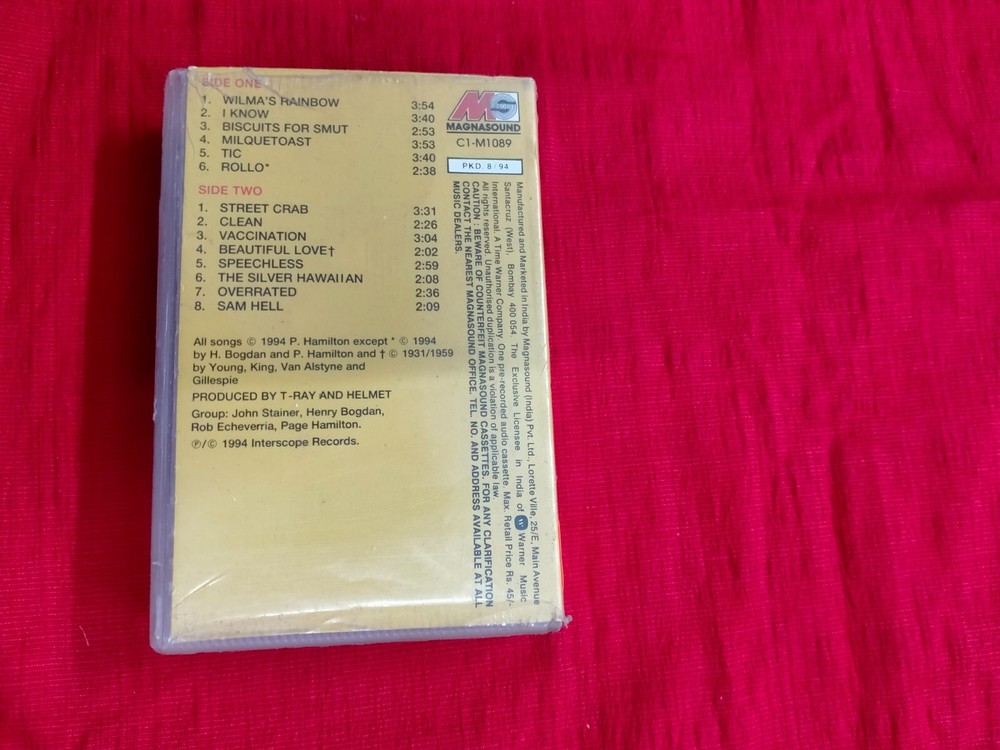 SIDE ONE
1. WILMA'S RAINBOW 3:54
2. I KNOW 3:40
3. BISCUITS FOR SMUT 2:53
4. MILQUETOAST 3:53
5. TIC 3:40
6. ROLLO* 2:38
SIDE TWO
1. STREET CRAB 3:31
2. CLEAN 2:26
3. VACCINATION 3:04
4. BEAUTIFUL LOVE† 2:02
5. SPEECHLESS 2:59
6. THE SILVER HAWAIIAN 2:08
7. OVERRATED 2:36
8. SAM HELL 2:09
All songs © 1994 P. Hamilton except * © 1994
by H. Bogdan and P. Hamilton and † © 1931/1959
by Young, King, Van Alstyne and
Gillespie
PRODUCED BY T-RAY AND HELMET
Group: John Stainer, Henry Bogdan,
Rob Echeverria, Page Hamilton.
℗/© 1994 Interscope Records.
MAGNASOUND
C1-M1089
PKD. 8/94
Manufactured and Marketed in India by Magnasound (India) Pvt. Ltd., Lorette Ville, 25/E, Main Avenue
Santacruz (West), Bombay 400 054. The Exclusive Licensee in India of Warner Music
International. A Time Warner Company. One pre-recorded audio cassette. Max. Retail Price Rs. 45/-
All rights reserved. Unauthorised duplication is a violation of applicable law.
CAUTION : BEWARE OF COUNTERFEIT MAGNASOUND CASSETTES. FOR ANY CLARIFICATION
CONTACT THE NEAREST MAGNASOUND OFFICE. TEL. NO. AND ADDRESS AVAILABLE AT ALL
MUSIC DEALERS.